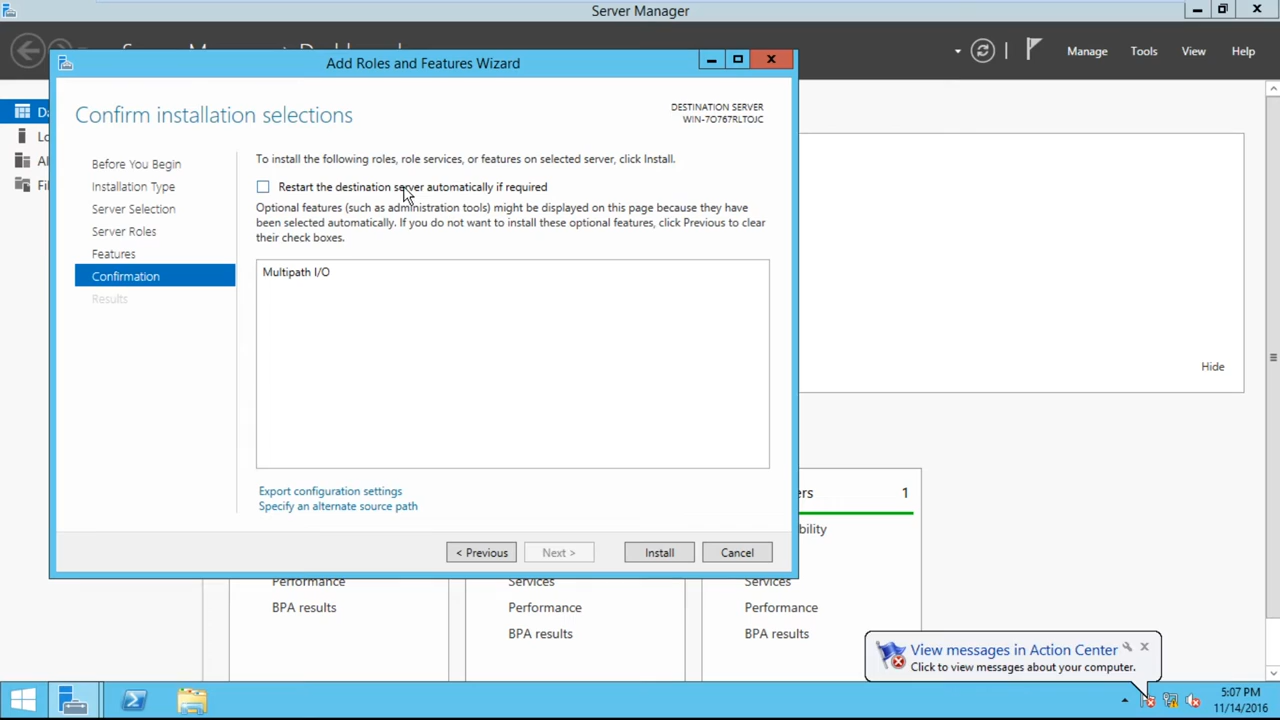 Server Manager
Manage
Tools
View
Help
Add Roles and Features Wizard
Confirm installation selections
DESTINATION SERVER
WIN-7O767RLTOJC
Before You Begin
Installation Type
Server Selection
Server Roles
Features
Confirmation
Results
To install the following roles, role services, or features on selected server, click Install.
Restart the destination server automatically if required
Optional features (such as administration tools) might be displayed on this page because they have
been selected automatically. If you do not want to install these optional features, click Previous to clear
their check boxes.
Multipath I/O
Export configuration settings
Specify an alternate source path
< Previous
Next >
Install
Cancel
Hide
ers
1
bility
Performance
BPA results
Services
Performance
BPA results
Services
Performance
BPA results
View messages in Action Center
Click to view messages about your computer.
5:07 PM
11/14/2016